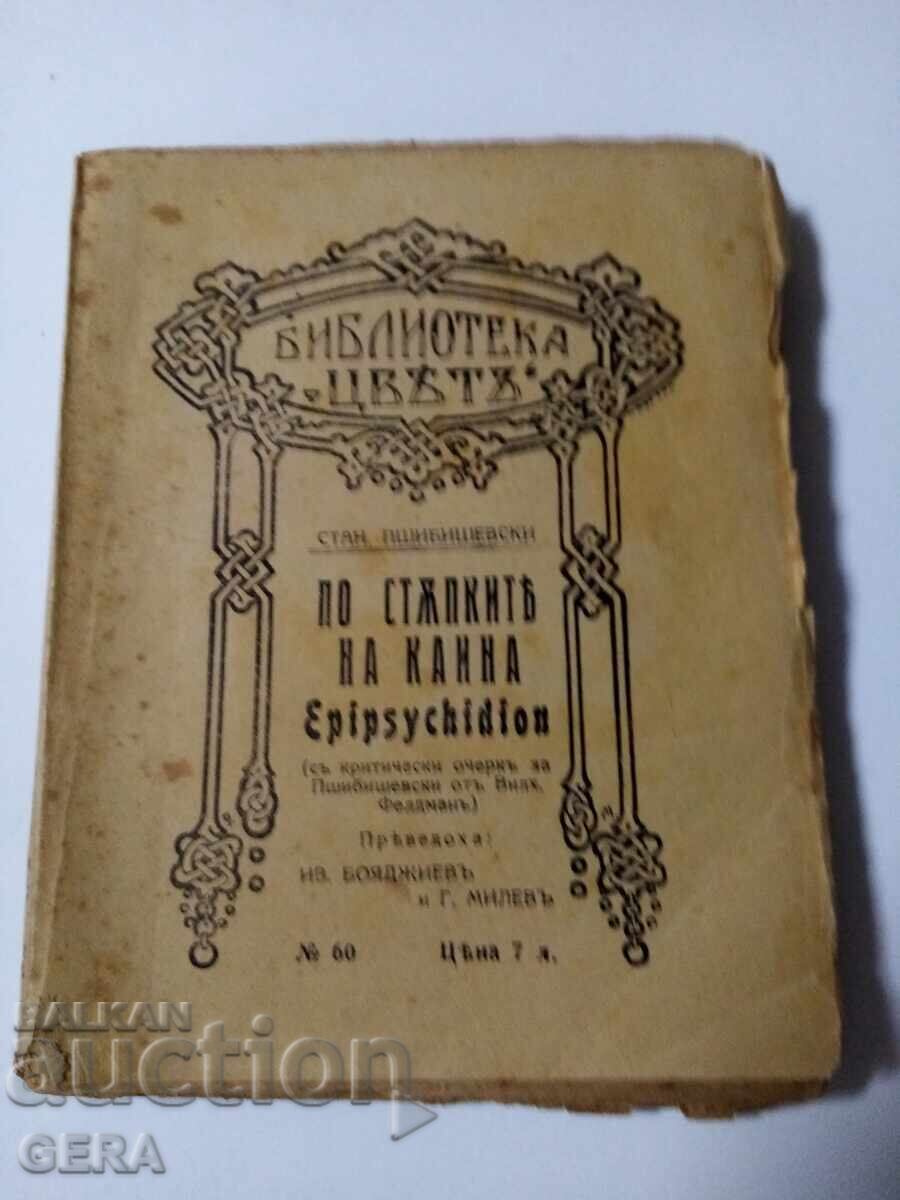 БИБЛИОТЕКА
„ЦВѢТЪ“
СТАН. ПШИБИШЕВСКИ
ПО СТѪПКИТѢ
НА КАИНА
Epipsychidion
(съ критически очеркъ за
Пшибишевски отъ Вилх.
Фелдманъ)
Прѣведоха:
ИВ. БОЯДЖИЕВЪ
и Г. МИЛЕВЪ
№ 60 Цѣна 7 л.
BALKAN
auction
GERA